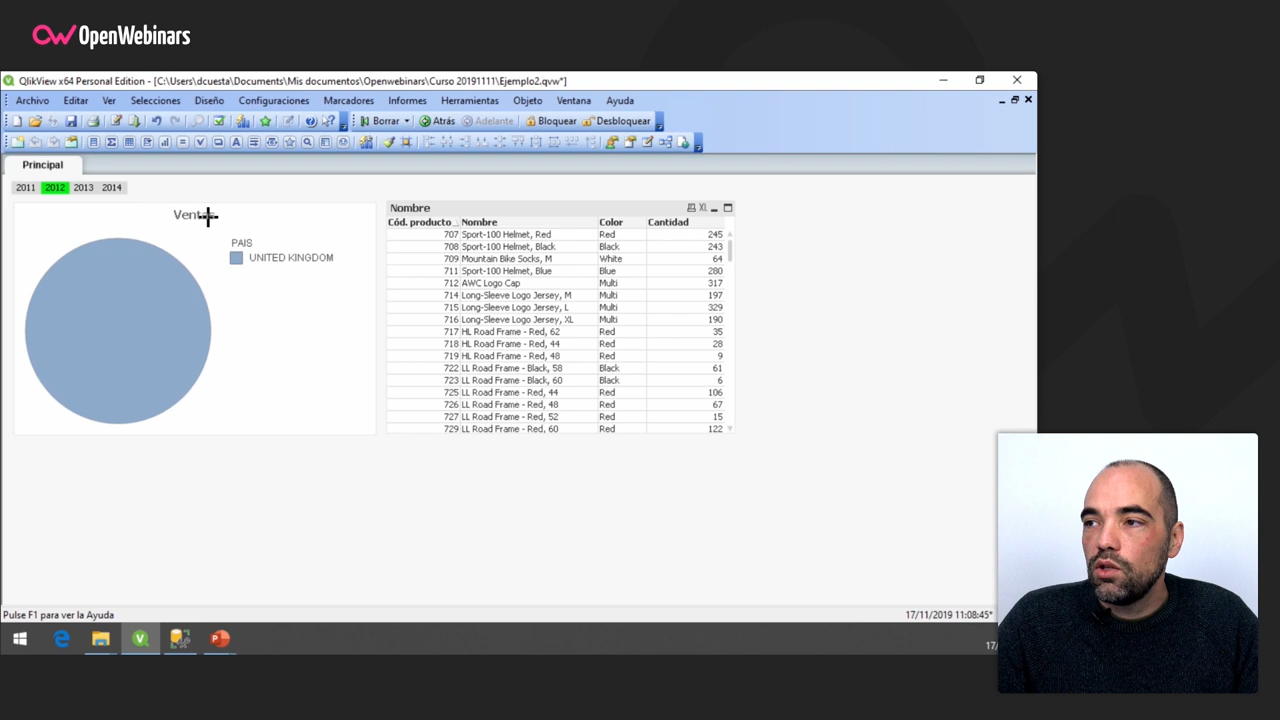 OpenWebinars
QlikView x64 Personal Edition - [C:\Users\dcuesta\Documents\Mis documentos\Openwebinars\Curso 20191111\Ejemplo2.qvw*]
Archivo Editar Ver Selecciones Diseño Configuraciones Marcadores Informes Herramientas Objeto Ventana Ayuda
Borrar Atrás Adelante Bloquear Desbloquear
Principal
2011 2012 2013 2014
Ventas
PAIS
UNITED KINGDOM
Nombre XL
Cód. producto Nombre Color Cantidad
707 Sport-100 Helmet, Red Red 245
708 Sport-100 Helmet, Black Black 243
709 Mountain Bike Socks, M White 64
711 Sport-100 Helmet, Blue Blue 280
712 AWC Logo Cap Multi 317
714 Long-Sleeve Logo Jersey, M Multi 197
715 Long-Sleeve Logo Jersey, L Multi 329
716 Long-Sleeve Logo Jersey, XL Multi 190
717 HL Road Frame - Red, 62 Red 35
718 HL Road Frame - Red, 44 Red 28
719 HL Road Frame - Red, 48 Red 9
722 LL Road Frame - Black, 58 Black 61
723 LL Road Frame - Black, 60 Black 6
725 LL Road Frame - Red, 44 Red 106
726 LL Road Frame - Red, 48 Red 67
727 LL Road Frame - Red, 52 Red 15
729 LL Road Frame - Red, 60 Red 122
Pulse F1 para ver la Ayuda 17/11/2019 11:08:45*
17/